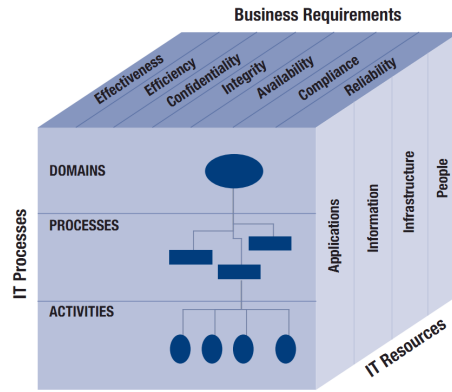 Business Requirements
Effectiveness
Efficiency
Confidentiality
Integrity
Availability
Compliance
Reliability
IT Processes
DOMAINS
PROCESSES
ACTIVITIES
Applications
Information
Infrastructure
People
IT Resources